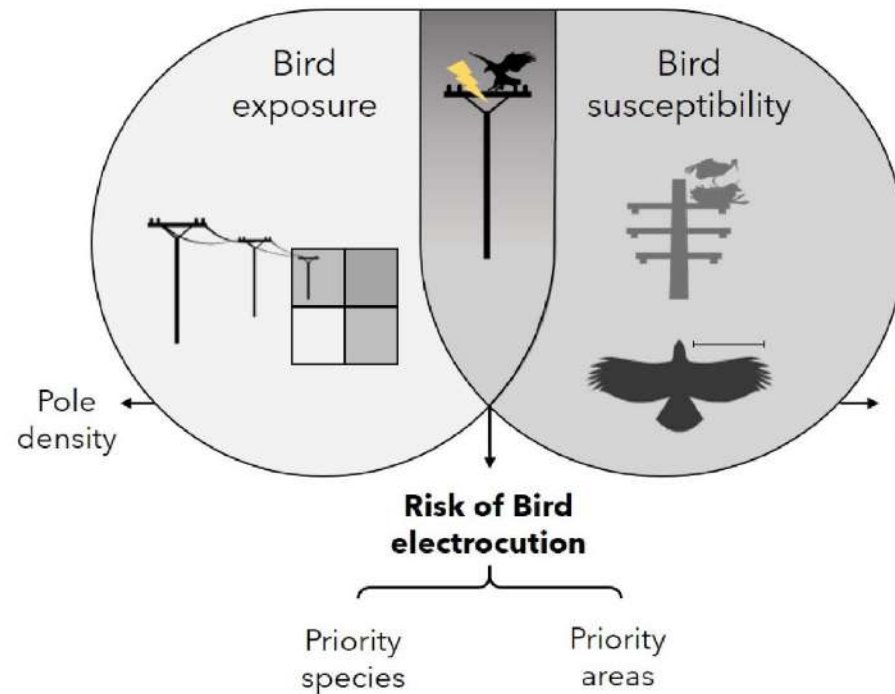 Bird
exposure
Bird
susceptibility
Pole
density
Risk of Bird
electrocution
Priority
species
Priority
areas